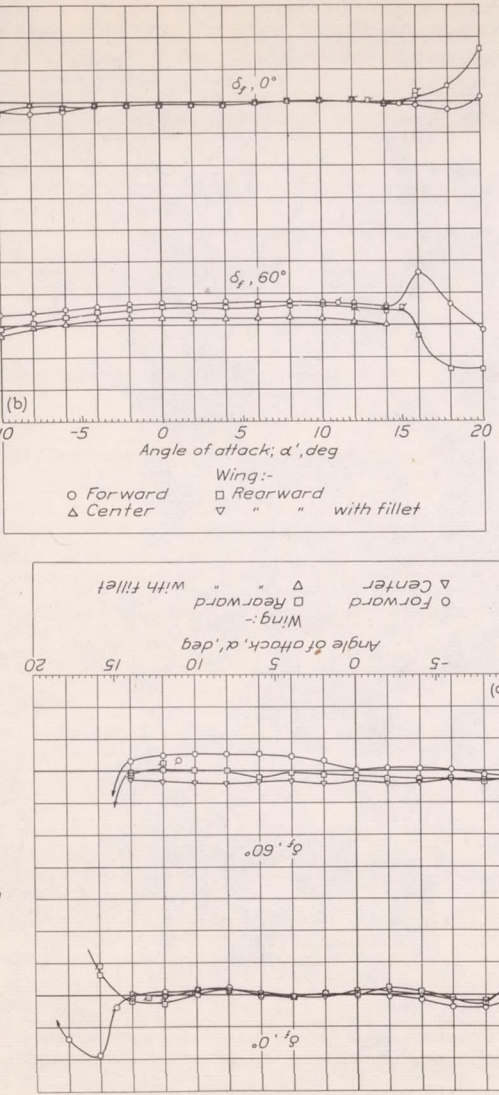 δf, 0°
δf, 60°
(b)
-5 0 5 10 15 20
Angle of attack; α', deg
Wing:-
○ Forward □ Rearward
△ Center ▽ " " with fillet
○ Forward □ Rearward
△ Center ▽ " " with fillet
Wing:-
Angle of attack, α', deg
20 15 10 5 0 -5
δf, 60°
δf, 0°